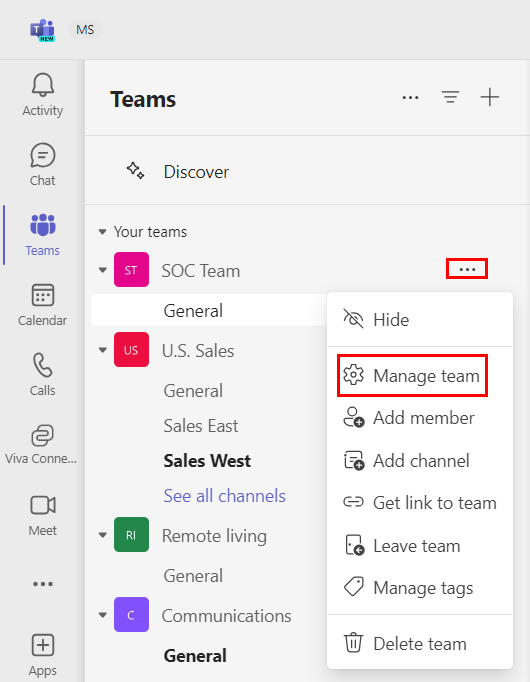 NEW
MS
Activity
Chat
Teams
Calendar
Calls
Viva Conne...
Meet
Apps
Teams
Discover
Your teams
ST SOC Team
General
US U.S. Sales
General
Sales East
Sales West
See all channels
RI Remote living
General
C Communications
General
Hide
Manage team
Add member
Add channel
Get link to team
Leave team
Manage tags
Delete team